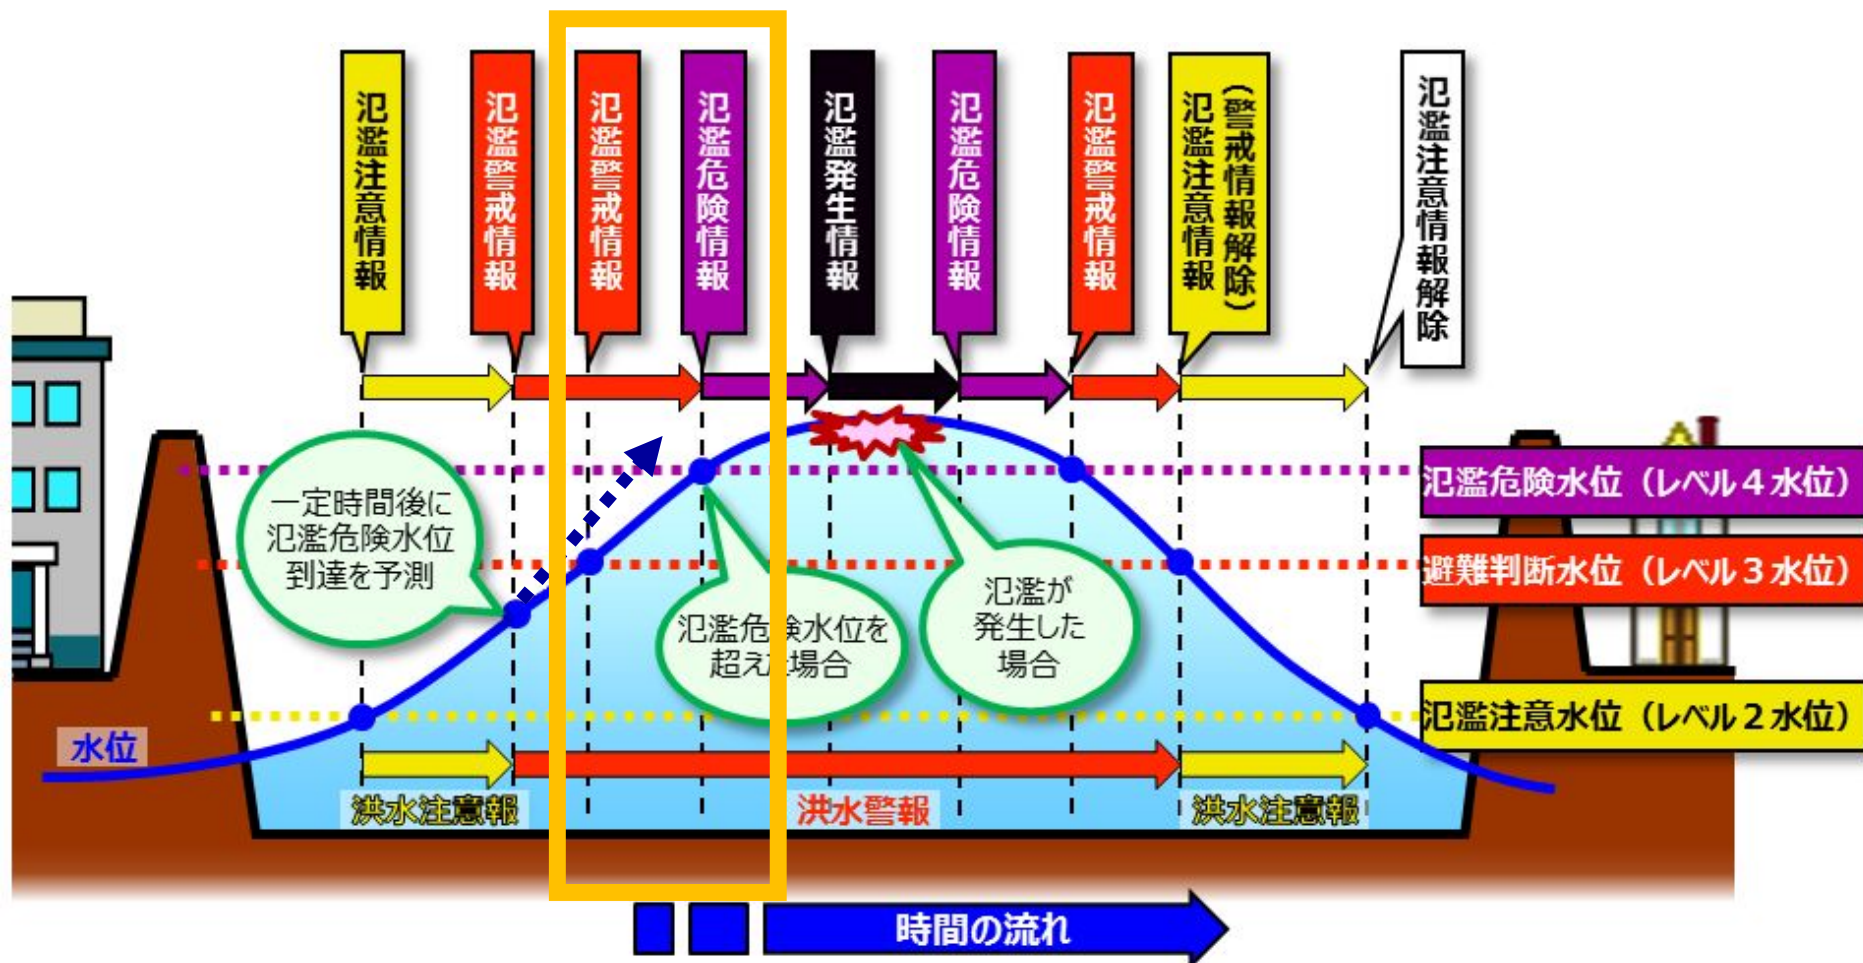 氾濫注意情報
氾濫警戒情報
氾濫警戒情報
氾濫危険情報
氾濫発生情報
氾濫危険情報
氾濫警戒情報
(警戒情報解除)
氾濫注意情報
氾濫注意情報解除
一定時間後に
氾濫危険水位
到達を予測
氾濫危険水位を
超えた場合
氾濫が
発生した
場合
氾濫危険水位(レベル4水位)
避難判断水位(レベル3水位)
氾濫注意水位(レベル2水位)
水位
洪水注意報
洪水警報
洪水注意報
時間の流れ